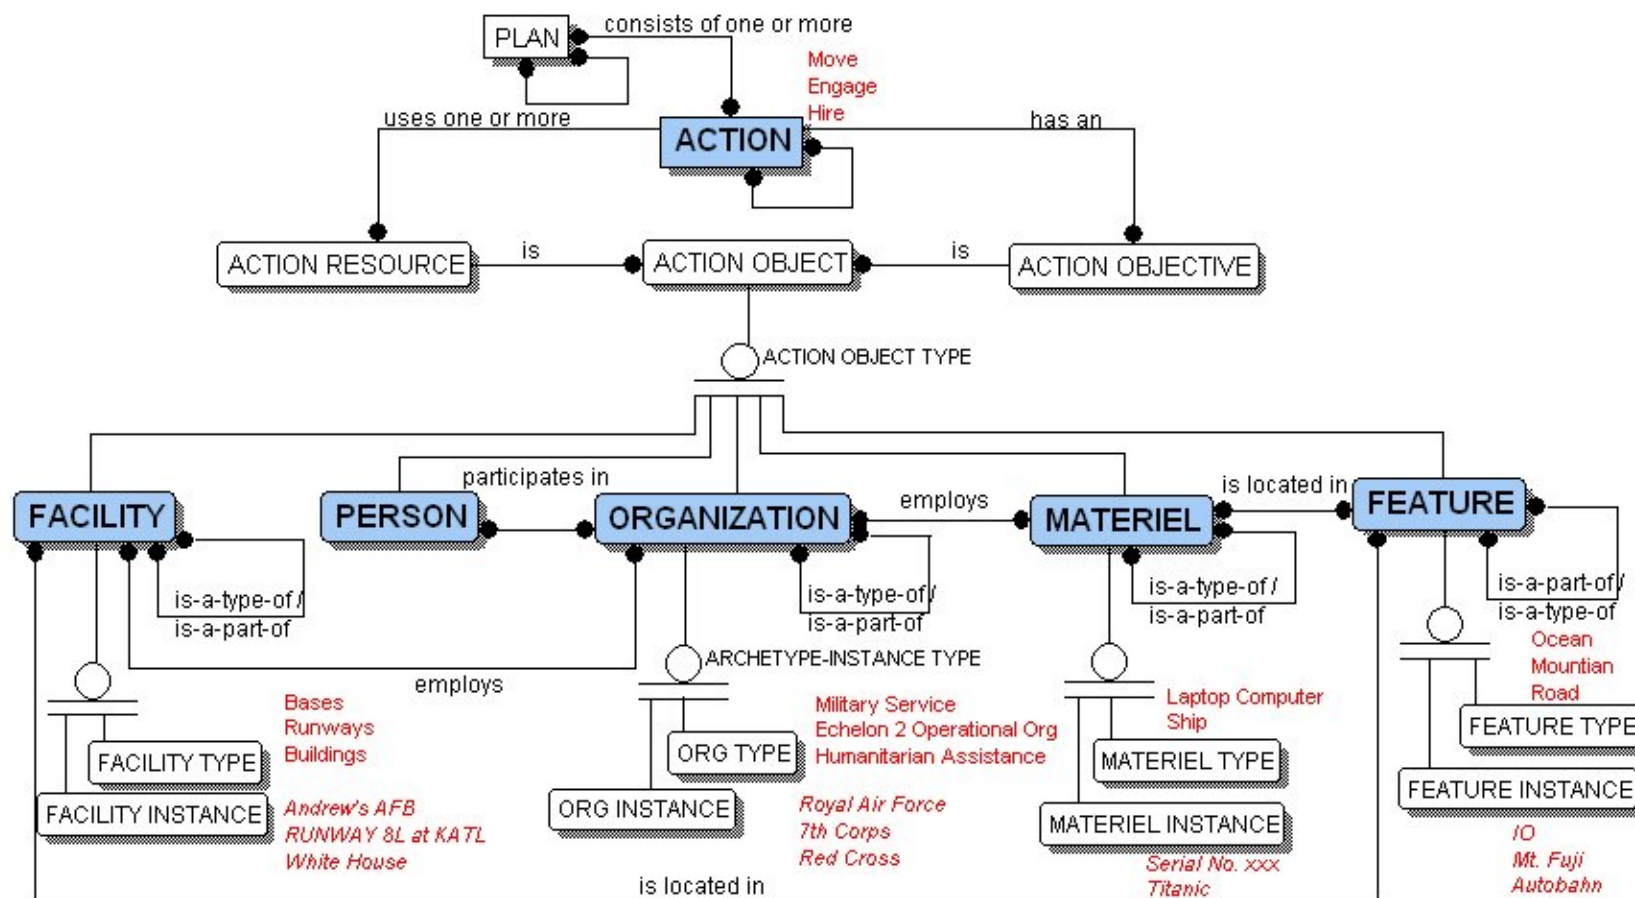 PLAN
consists of one or more
Move
Engage
Hire
uses one or more
ACTION
has an
ACTION RESOURCE
is
ACTION OBJECT
is
ACTION OBJECTIVE
ACTION OBJECT TYPE
participates in
employs
is located in
FACILITY
PERSON
ORGANIZATION
MATERIEL
FEATURE
is-a-type-of /
is-a-part-of
is-a-type-of /
is-a-part-of
is-a-type-of /
is-a-part-of
is-a-part-of /
is-a-type-of
employs
ARCHETYPE-INSTANCE TYPE
Bases
Runways
Buildings
FACILITY TYPE
FACILITY INSTANCE
Andrew's AFB
RUNWAY 8L at KATL
White House
Military Service
Echelon 2 Operational Org
Humanitarian Assistance
ORG TYPE
ORG INSTANCE
Royal Air Force
7th Corps
Red Cross
Laptop Computer
Ship
MATERIEL TYPE
MATERIEL INSTANCE
Serial No. xxx
Titanic
Ocean
Mountian
Road
FEATURE TYPE
FEATURE INSTANCE
IO
Mt. Fuji
Autobahn
is located in